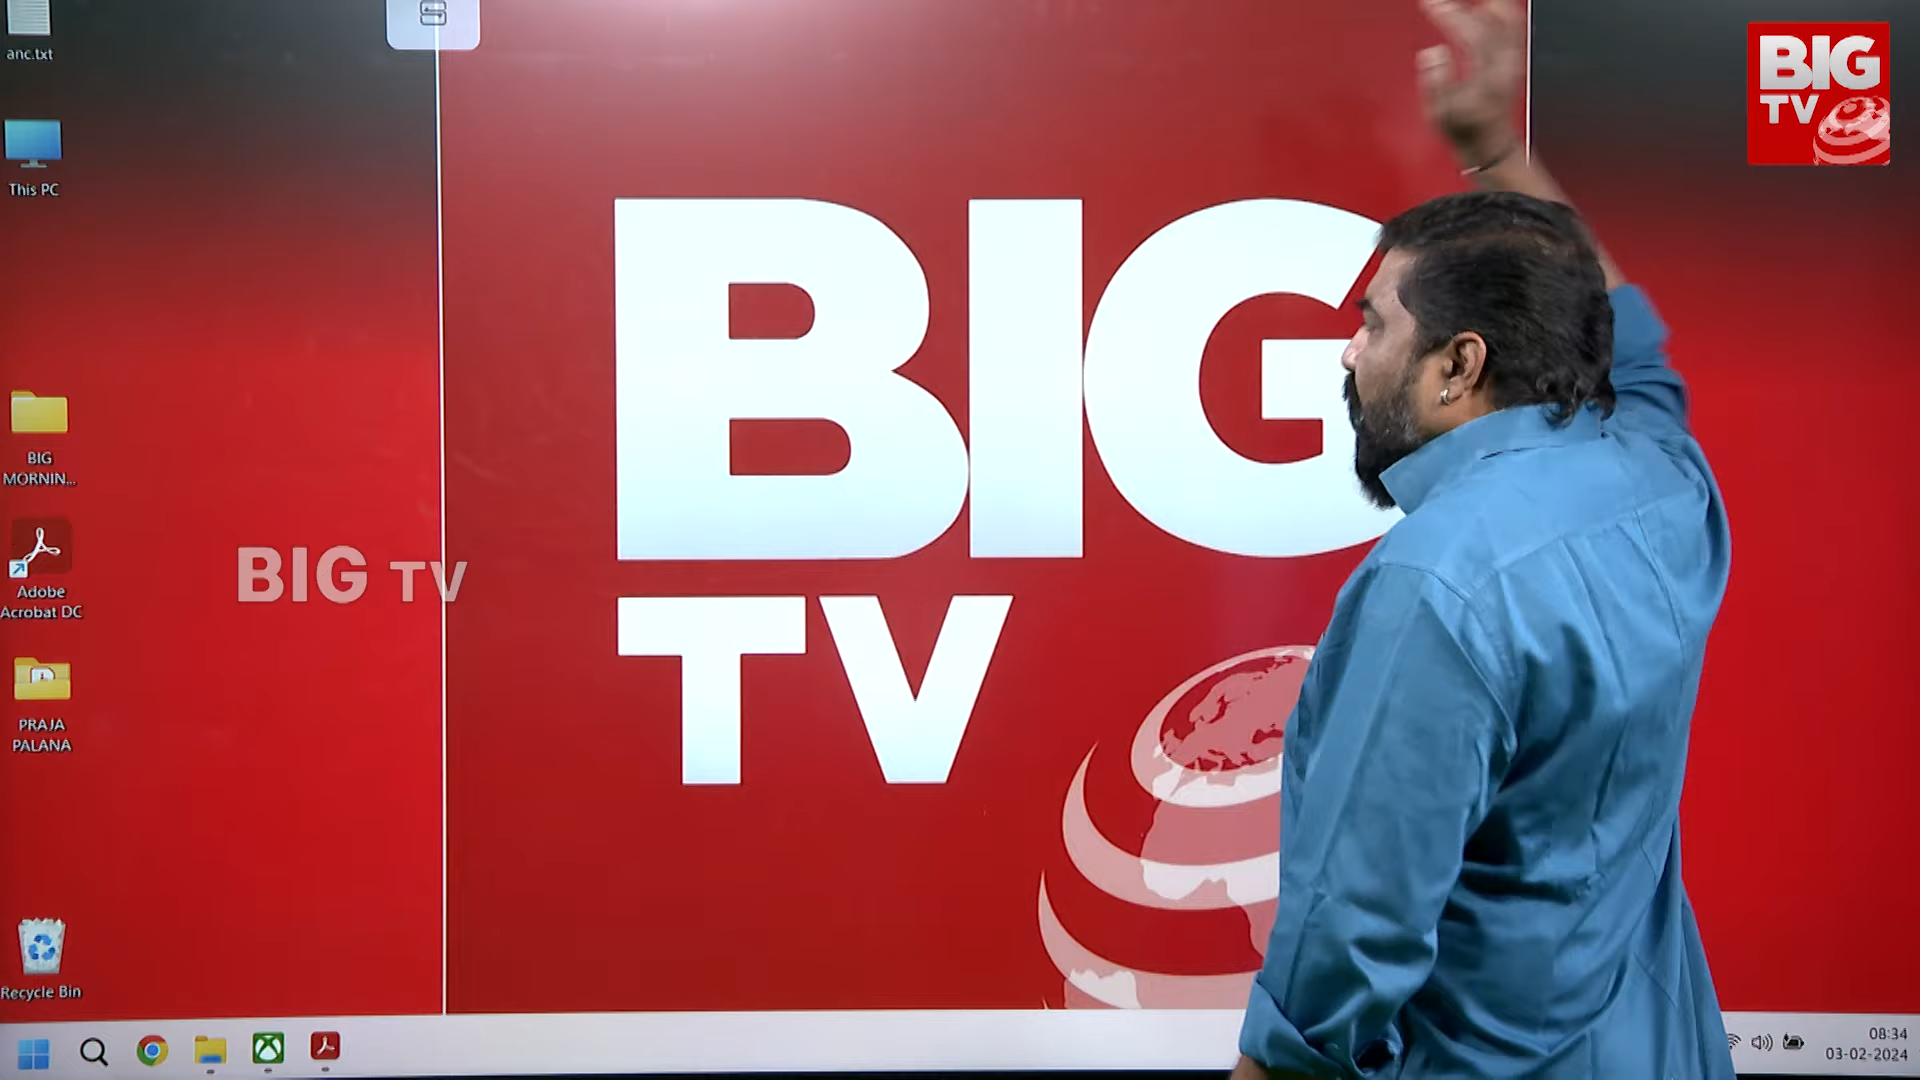 anc.txt
This PC
BIG
MORNIN...
Adobe
Acrobat DC
PRAJA
PALANA
Recycle Bin
BIG TV
BIG
TV
BIG
TV
08:34
03-02-2024